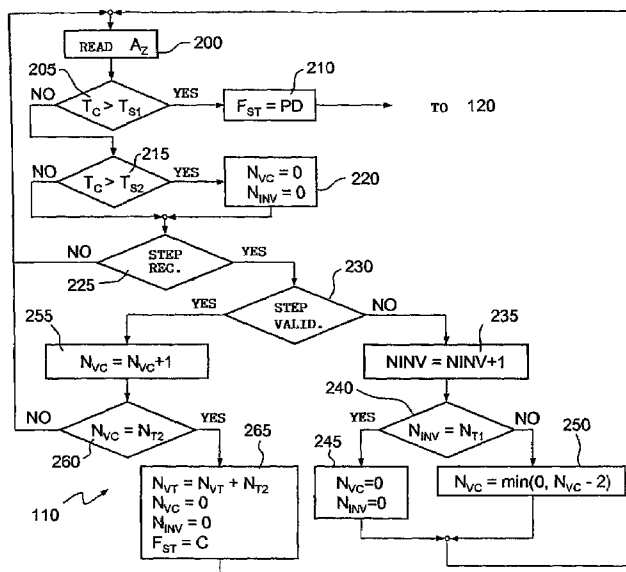 READ A_Z
200
205
NO
T_C > T_S1
YES
210
F_ST = PD
TO 120
215
NO
T_C > T_S2
YES
N_VC = 0
N_INV = 0
220
NO
STEP
REC.
YES
225
230
YES
STEP
VALID.
NO
255
N_VC = N_VC+1
235
NINV = NINV+1
240
NO
N_VC = N_T2
YES
260
YES
N_INV = N_T1
NO
245
N_VC=0
N_INV=0
250
N_VC = min(0, N_VC - 2)
265
N_VT = N_VT + N_T2
N_VC = 0
N_INV = 0
F_ST = C
110